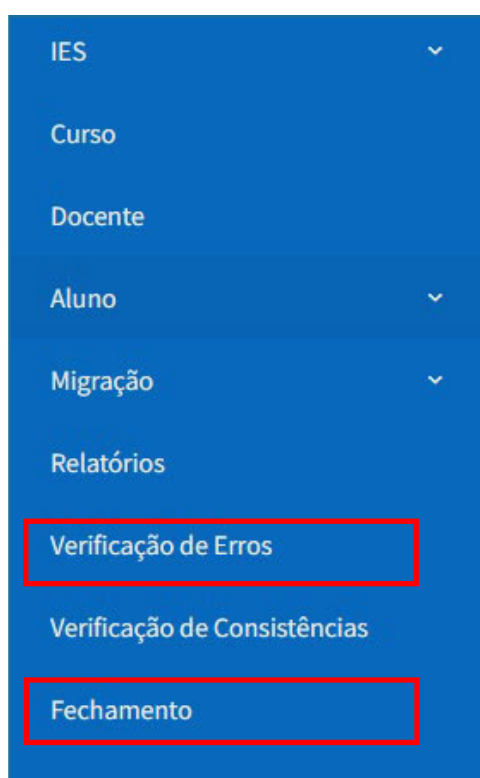 IES
Curso
Docente
Aluno
Migração
Relatórios
Verificação de Erros
Verificação de Consistências
Fechamento